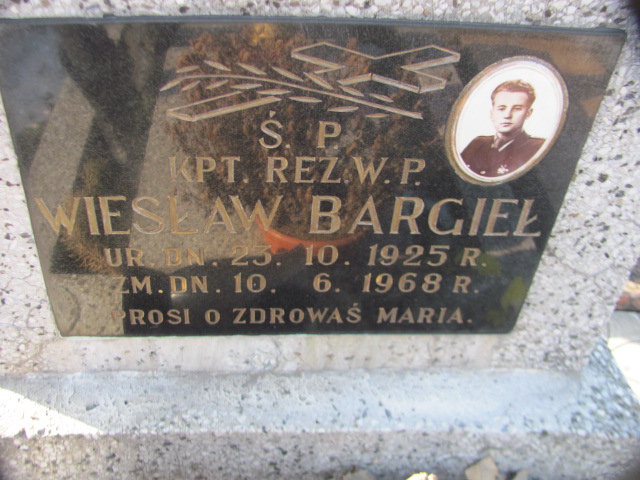 Ś. P.
KPT. REZ. W. P.
WIESŁAW BARGIEŁ
UR. DN. 25. 10. 1925 R.
ZM. DN. 10. 6. 1968 R.
PROSI O ZDROWAŚ MARIA.